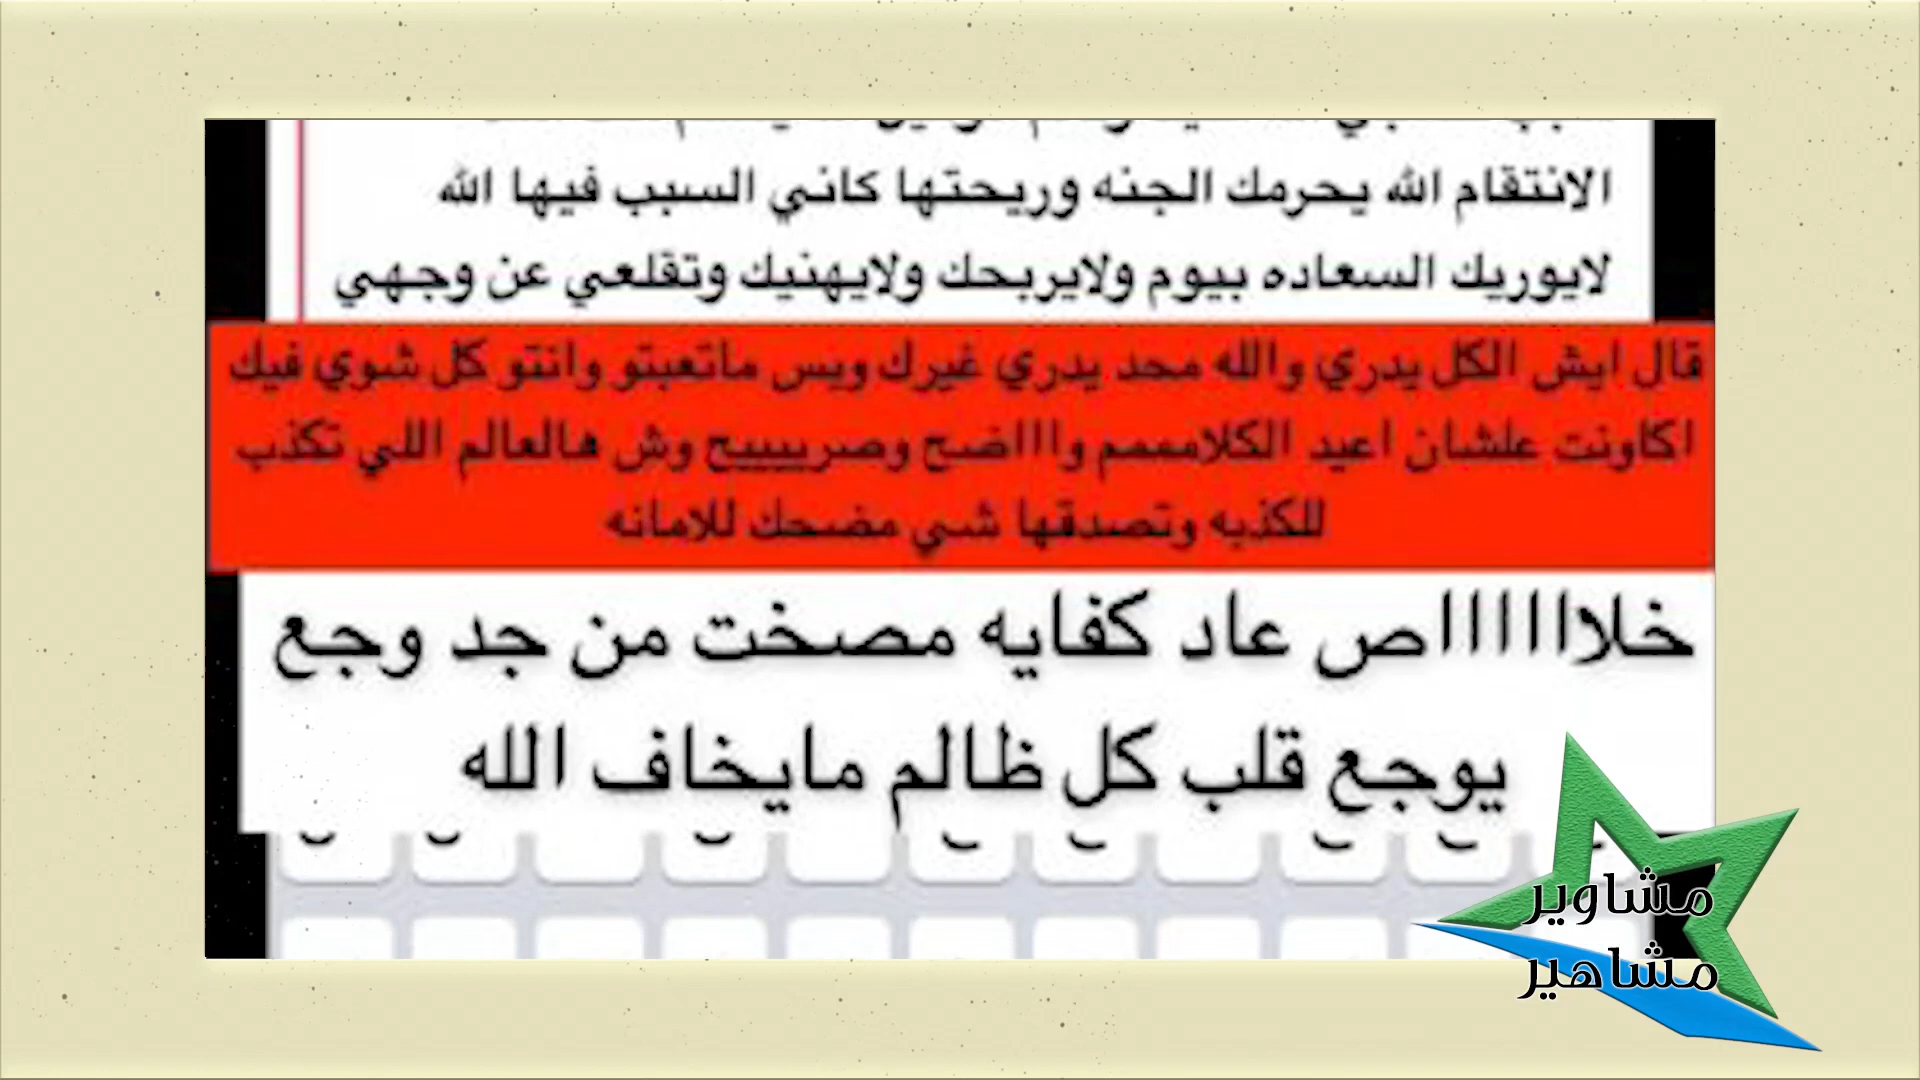 الانتقام الله يحرمك الجنه وريحتها كاني السبب فيها الله
لايوريك السعاده بيوم ولايربحك ولايهنيك وتقلعي عن وجهي
قال ايش الكل يدري والله محد يدري غيرك وبس ماتعبتو وانتو كل شوي فيك
اكاونت علشان اعيد الكلامممم واااضح وصريييييح وش هالعالم اللي تكذب
للكذبه وتصدقها شي مضحك للامانه
خلاااااااص عاد كفايه مصخت من جد وجع
يوجع قلب كل ظالم مايخاف الله
مشاوير
مشاهير